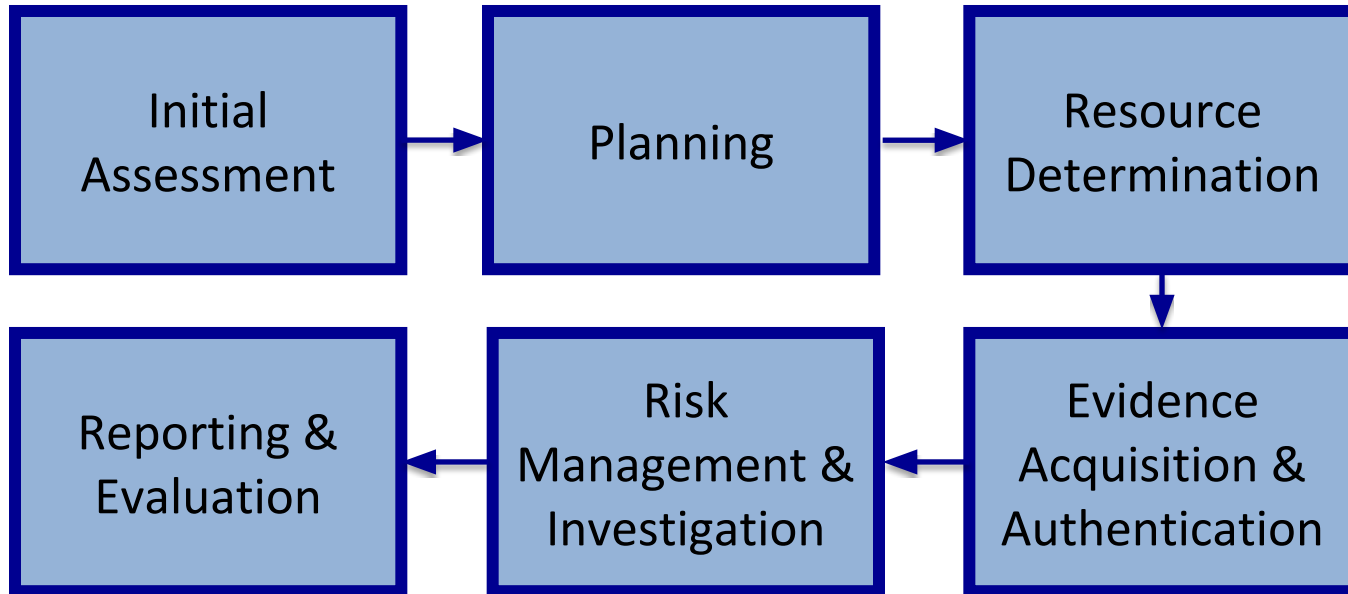 Initial
Assessment
Planning
Resource
Determination
Evidence
Acquisition &
Authentication
Risk
Management &
Investigation
Reporting &
Evaluation